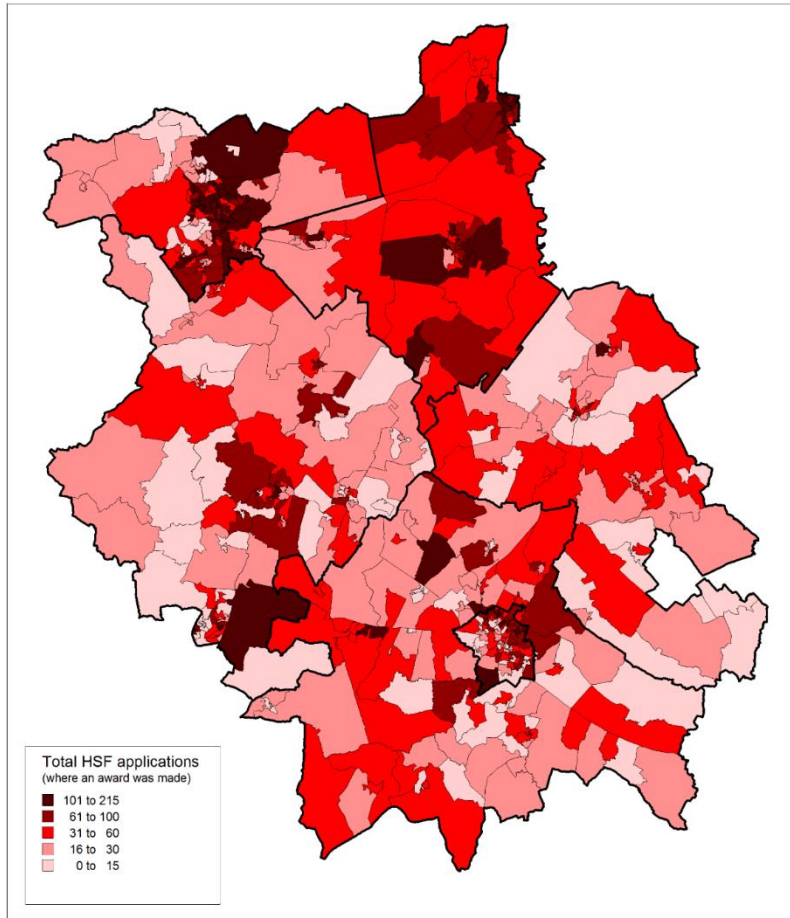 Total HSF applications
(where an award was made)
101 to 215
61 to 100
31 to 60
16 to 30
0 to 15